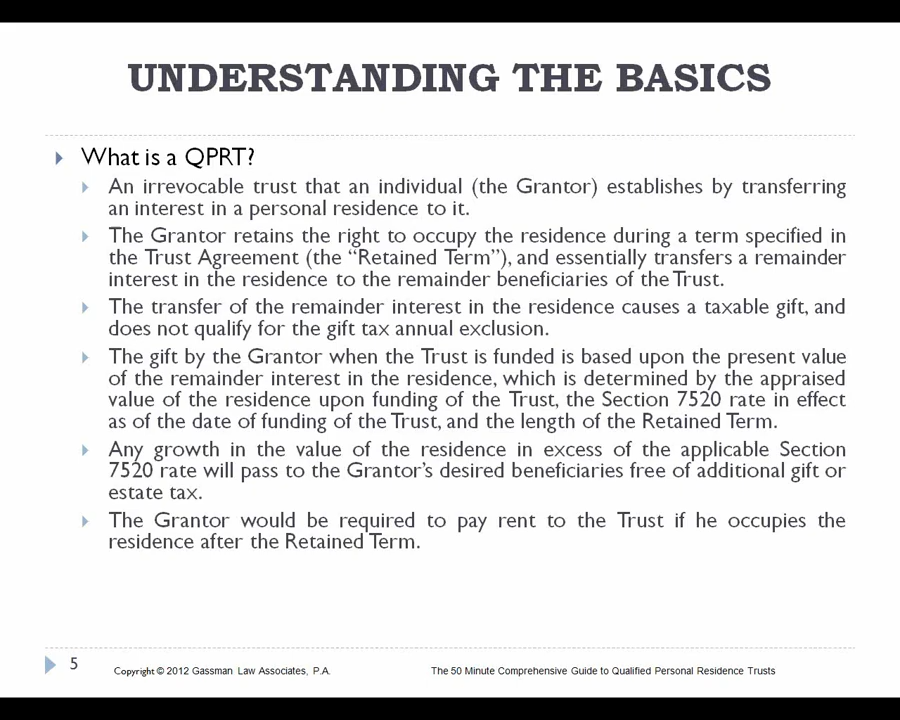 UNDERSTANDING THE BASICS
What is a QPRT?
An irrevocable trust that an individual (the Grantor) establishes by transferring
an interest in a personal residence to it.
The Grantor retains the right to occupy the residence during a term specified in
the Trust Agreement (the “Retained Term”), and essentially transfers a remainder
interest in the residence to the remainder beneficiaries of the Trust.
The transfer of the remainder interest in the residence causes a taxable gift, and
does not qualify for the gift tax annual exclusion.
The gift by the Grantor when the Trust is funded is based upon the present value
of the remainder interest in the residence, which is determined by the appraised
value of the residence upon funding of the Trust, the Section 7520 rate in effect
as of the date of funding of the Trust, and the length of the Retained Term.
Any growth in the value of the residence in excess of the applicable Section
7520 rate will pass to the Grantor’s desired beneficiaries free of additional gift or
estate tax.
The Grantor would be required to pay rent to the Trust if he occupies the
residence after the Retained Term.
5
Copyright © 2012 Gassman Law Associates, P.A.
The 50 Minute Comprehensive Guide to Qualified Personal Residence Trusts